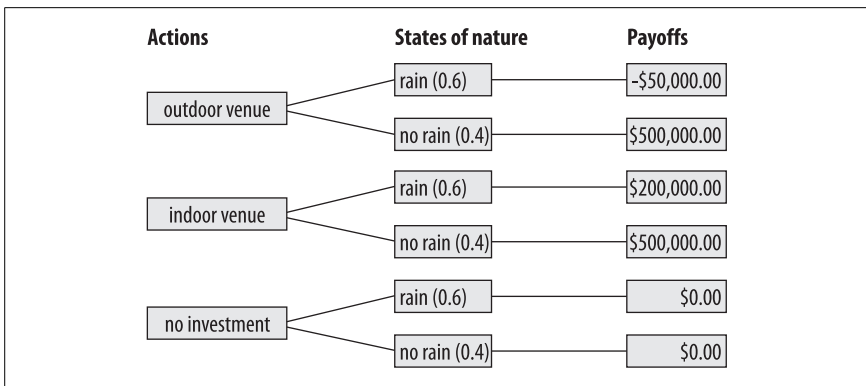 Actions States of nature Payoffs
rain (0.6) -$50,000.00
outdoor venue
no rain (0.4) $500,000.00
rain (0.6) $200,000.00
indoor venue
no rain (0.4) $500,000.00
rain (0.6) $0.00
no investment
no rain (0.4) $0.00